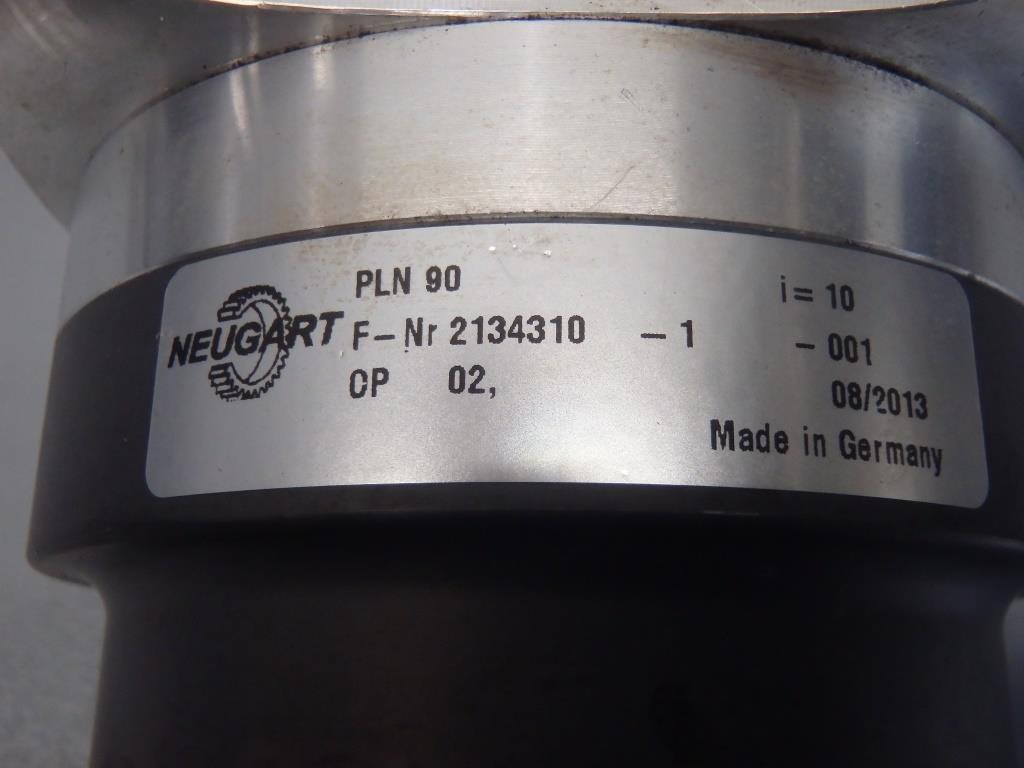 NEUGART
PLN 90 i = 10
F - Nr 2134310 - 1 - 001
OP 02, 08/2013
Made in Germany